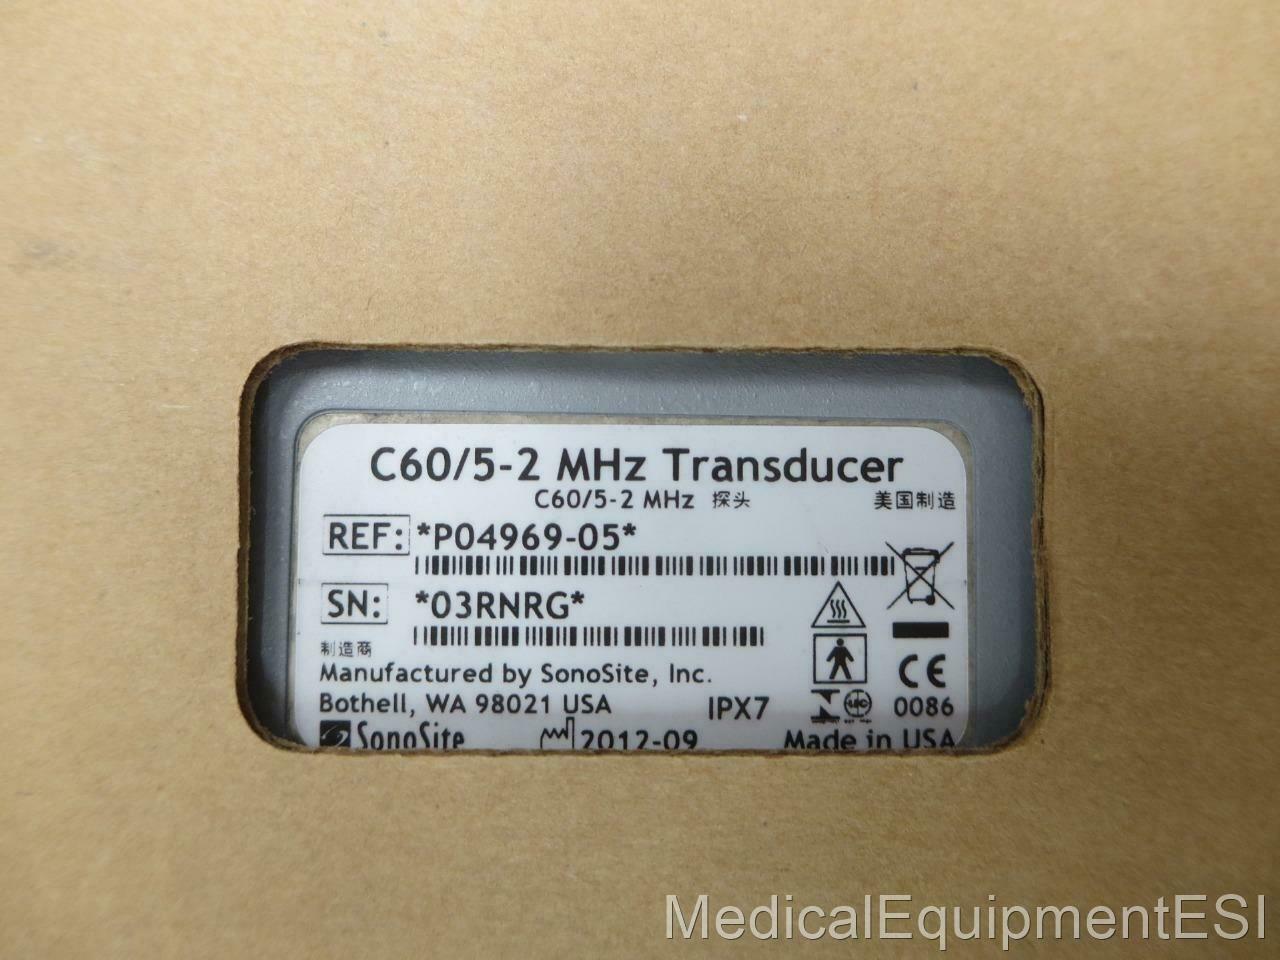 C60/5-2 MHz Transducer
C60/5-2 MHz 探头 美国制造
REF: *P04969-05*
SN: *03RNRG*
制造商
Manufactured by SonoSite, Inc.
Bothell, WA 98021 USA IPX7 0086
SonoSite 2012-09 Made in USA
CE
MedicalEquipmentESI